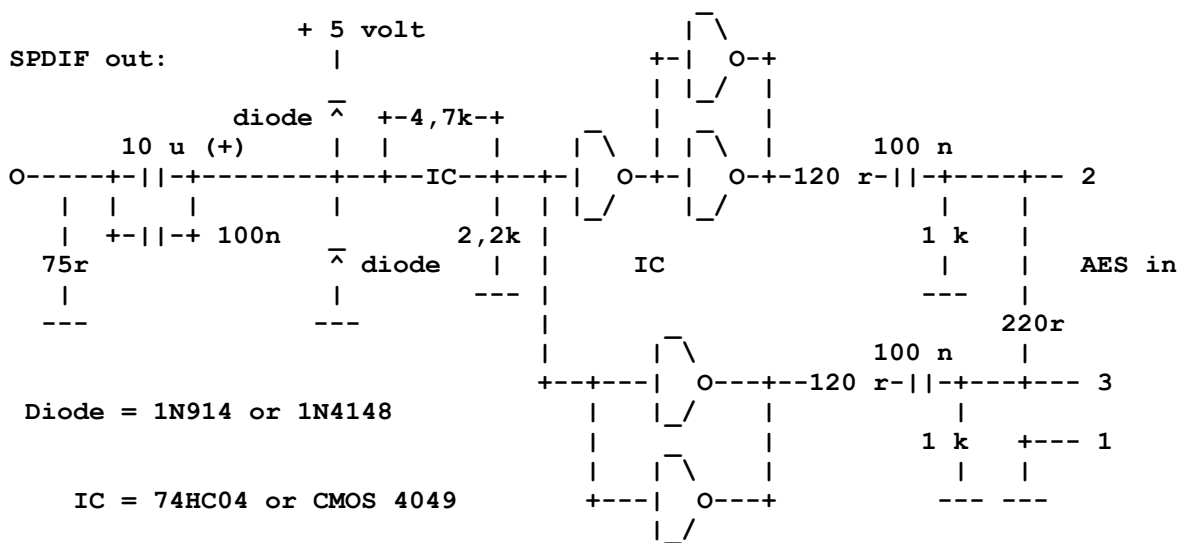 + 5 volt
SPDIF out:
diode
4,7k
10 u (+)
100 n
IC
120 r
2
100n
2,2k
1 k
75r
diode
IC
AES in
220r
100 n
120 r
3
Diode = 1N914 or 1N4148
1 k
1
IC = 74HC04 or CMOS 4049